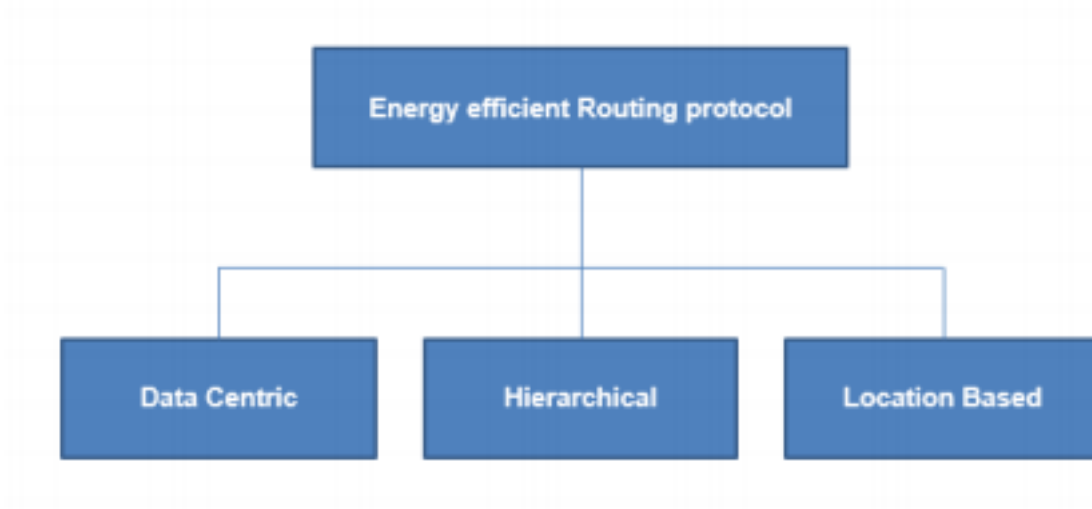 Energy efficient Routing protocol
Data Centric
Hierarchical
Location Based